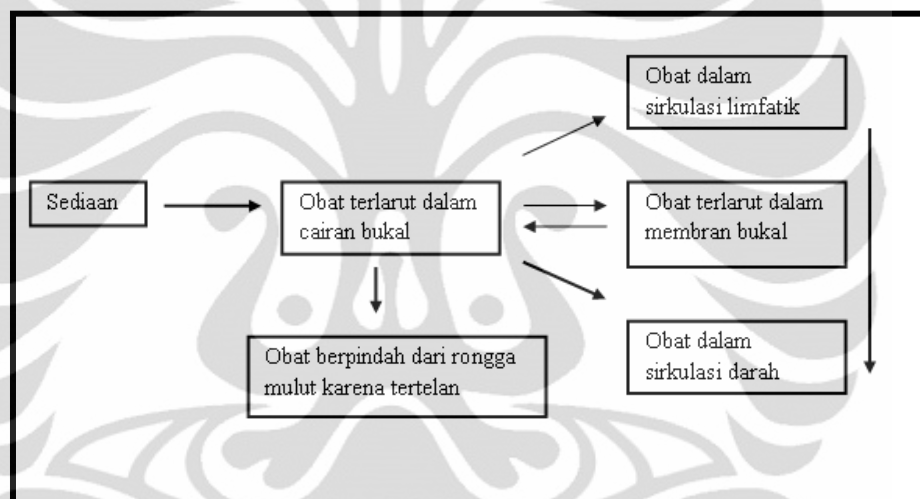 Obat dalam
sirkulasi limfatik
Sediaan
Obat terlarut dalam
cairan bukal
Obat terlarut dalam
membran bukal
Obat berpindah dari rongga
mulut karena tertelan
Obat dalam
sirkulasi darah